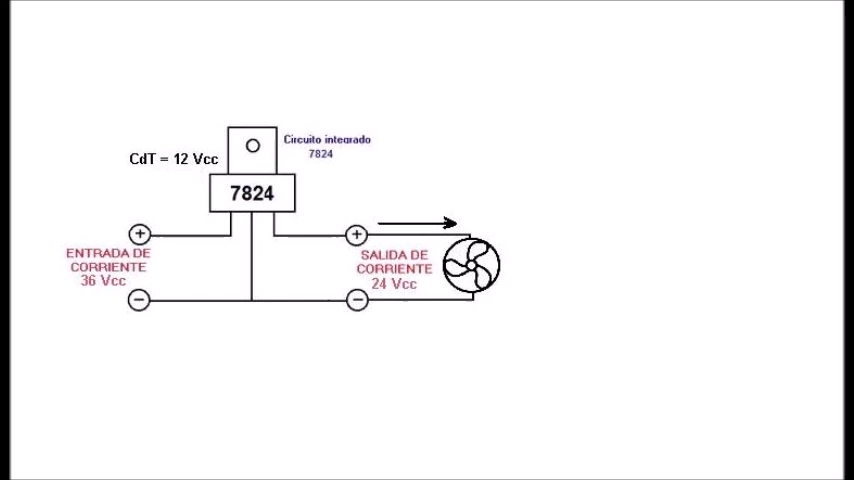 Circuito integrado
7824
CdT = 12 Vcc
7824
+
+
ENTRADA DE
CORRIENTE
36 Vcc
SALIDA DE
CORRIENTE
24 Vcc
−
−